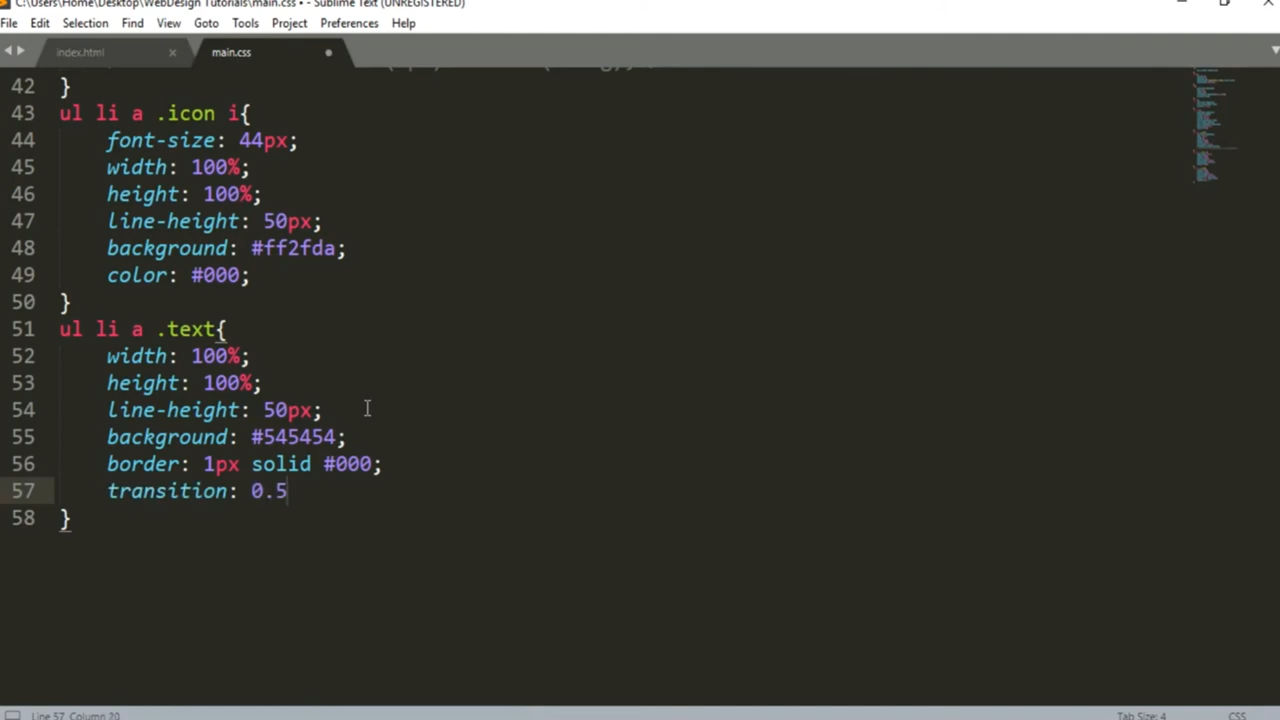 C:\Users\Home\Desktop\WebDesign Tutorials\main.css • - Sublime Text (UNREGISTERED)
File Edit Selection Find View Goto Tools Project Preferences Help
index.html main.css
42 }
43 ul li a .icon i{
44 font-size: 44px;
45 width: 100%;
46 height: 100%;
47 line-height: 50px;
48 background: #ff2fda;
49 color: #000;
50 }
51 ul li a .text{
52 width: 100%;
53 height: 100%;
54 line-height: 50px;
55 background: #545454;
56 border: 1px solid #000;
57 transition: 0.5
58 }
Line 57, Column 20 Tab Size: 4 CSS